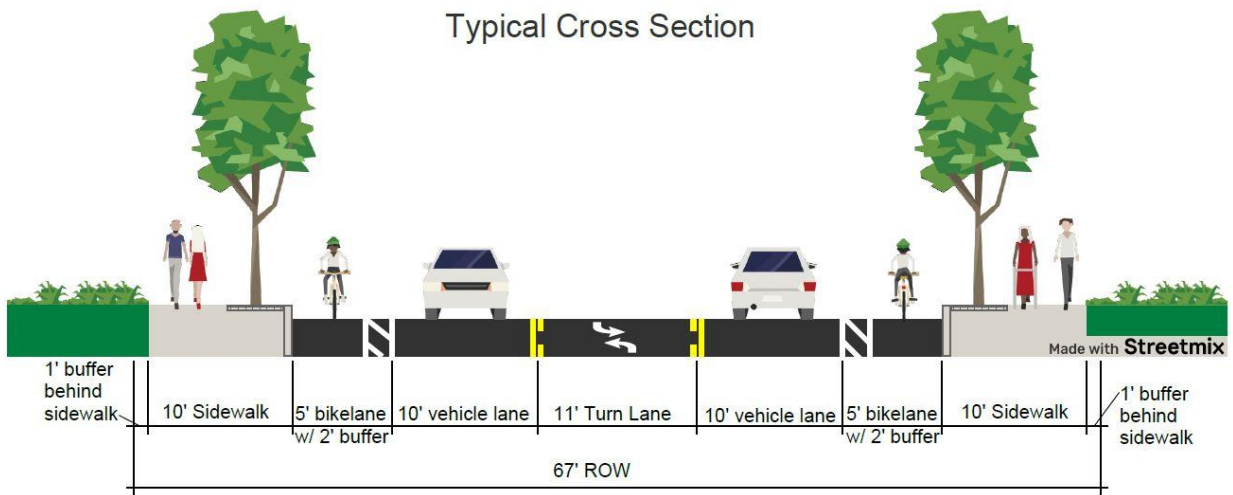 Typical Cross Section
Made with Streetmix
1' buffer
behind
sidewalk
10' Sidewalk
5' bikelane
w/ 2' buffer
10' vehicle lane
11' Turn Lane
10' vehicle lane
5' bikelane
w/ 2' buffer
10' Sidewalk
1' buffer
behind
sidewalk
67' ROW